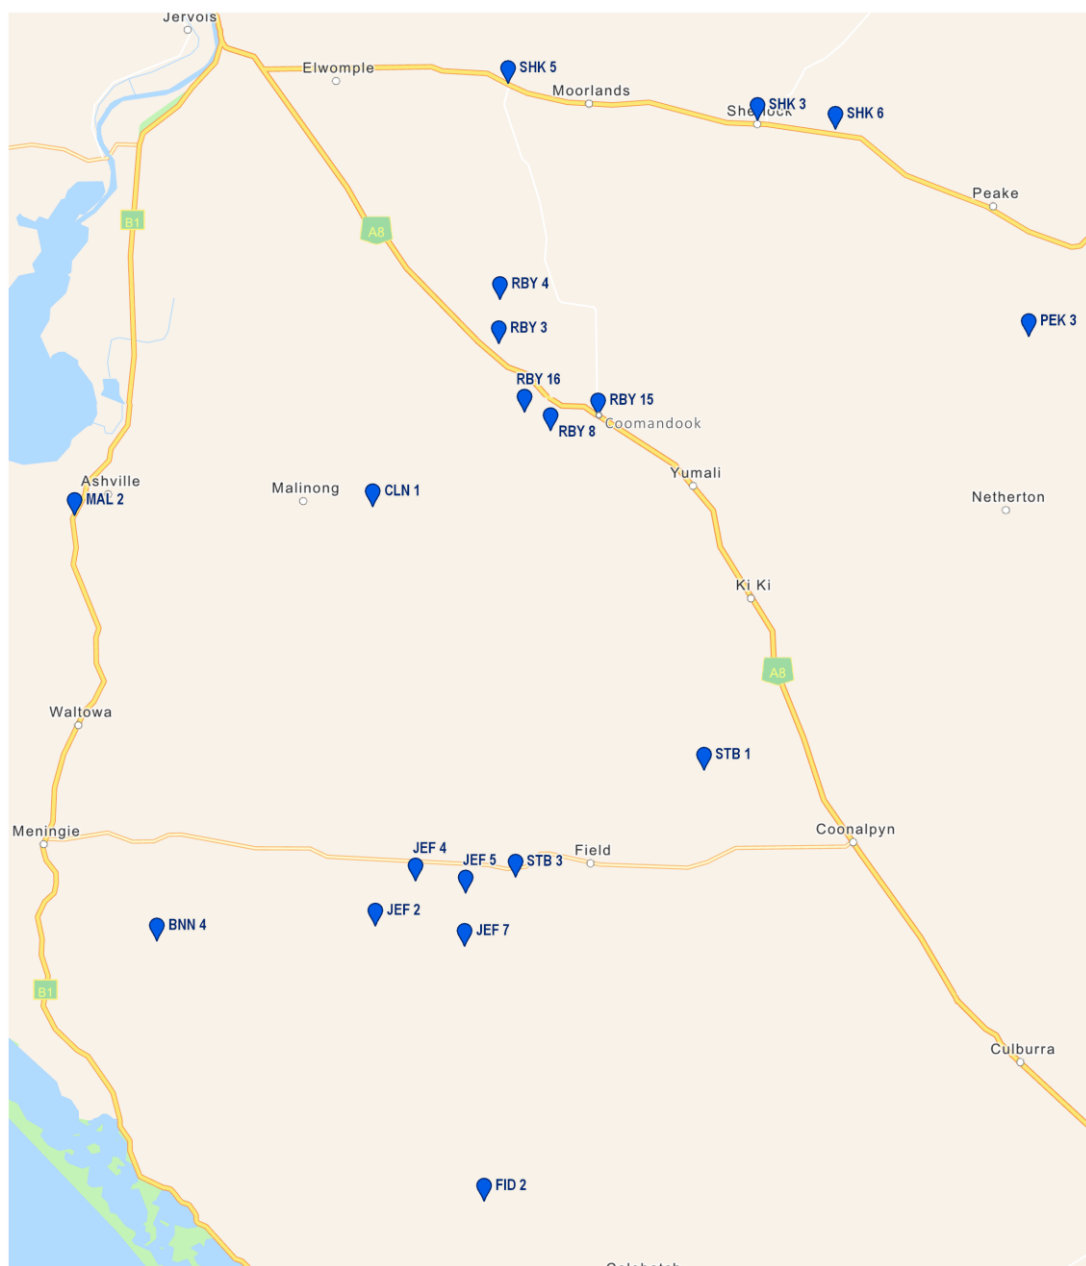 Jervois
Elwomple
SHK 5
Moorlands
SHK 3
Sherlock
SHK 6
Peake
B1
A8
RBY 4
RBY 3
PEK 3
RBY 16
RBY 15
RBY 8
Coomandook
Yumali
Ashville
MAL 2
Malinong
CLN 1
Netherton
Ki Ki
A8
Waltowa
STB 1
Meningie
Coonalpyn
JEF 4
Field
JEF 5
STB 3
JEF 2
BNN 4
JEF 7
B1
Culburra
FID 2